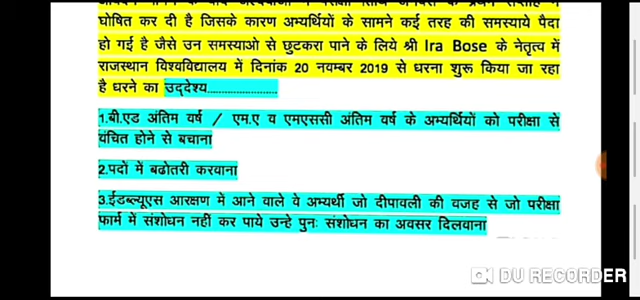 घोषित कर दी है जिसके कारण अभ्यर्थियों के सामने कई तरह की समस्याये पैदा
हो गई है जैसे उन समस्याओ से छुटकरा पाने के लिये श्री Ira Bose के नेतृत्व में
राजस्थान विश्वविद्यालय में दिनांक 20 नवम्बर 2019 से धरना शुरू किया जा रहा
है धरने का उददेश्य........................
1.बी.एड अंतिम वर्ष / एम.ए व एमएससी अंतिम वर्ष के अभ्यर्थियों को परीक्षा से
वंचित होने से बचाना
2.पदों में बढोतरी करवाना
3.ईडब्ल्यूएस आरक्षण में आने वाले वे अभ्यर्थी जो दीपावली की वजह से जो परीक्षा
फार्म में संशोधन नहीं कर पाये उन्हे पुनः संशोधन का अवसर दिलवाना
DU RECORDER